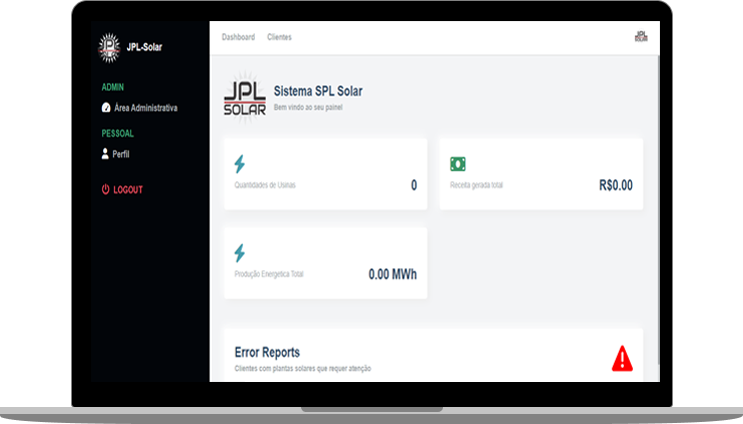 JPL-Solar
ADMIN
Área Administrativa
PESSOAL
Perfil
LOGOUT
Dashboard Clientes
JPL
SOLAR
JPL
SOLAR
Sistema SPL Solar
Bem vindo ao seu painel
Quantidades de Usinas 0
Receita gerada total R$0.00
Produção Energetica Total 0.00 MWh
Error Reports
Clientes com plantas solares que requer atenção